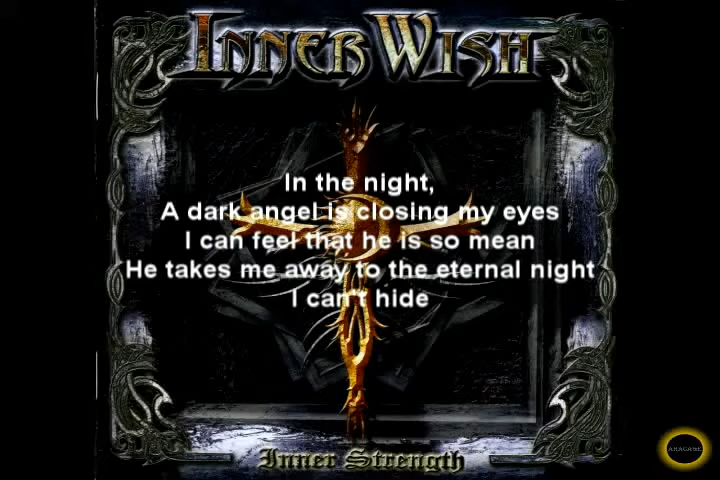 INNER WISH
In the night,
A dark angel is closing my eyes
I can feel that he is so mean
He takes me away to the eternal night
I can't hide
Inner Strength